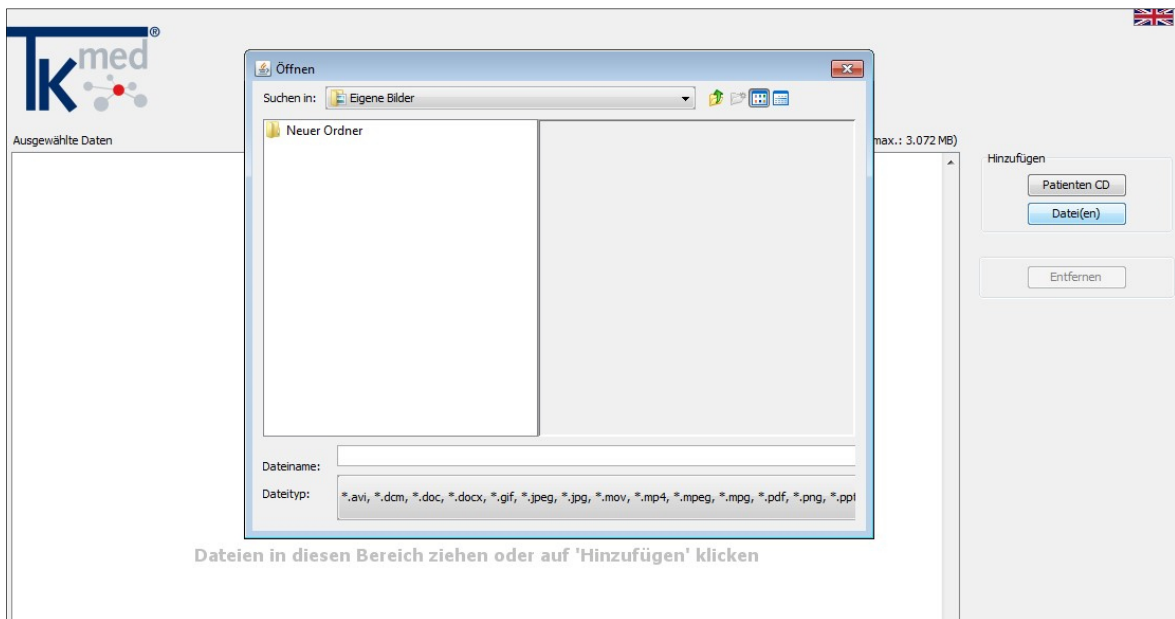 TKmed®
Öffnen
Suchen in: Eigene Bilder
Neuer Ordner
Ausgewählte Daten
max.: 3.072 MB)
Hinzufügen
Patienten CD
Datei(en)
Entfernen
Dateiname:
Dateityp: *.avi, *.dcm, *.doc, *.docx, *.gif, *.jpeg, *.jpg, *.mov, *.mp4, *.mpeg, *.mpg, *.pdf, *.png, *.ppt
Dateien in diesen Bereich ziehen oder auf 'Hinzufügen' klicken